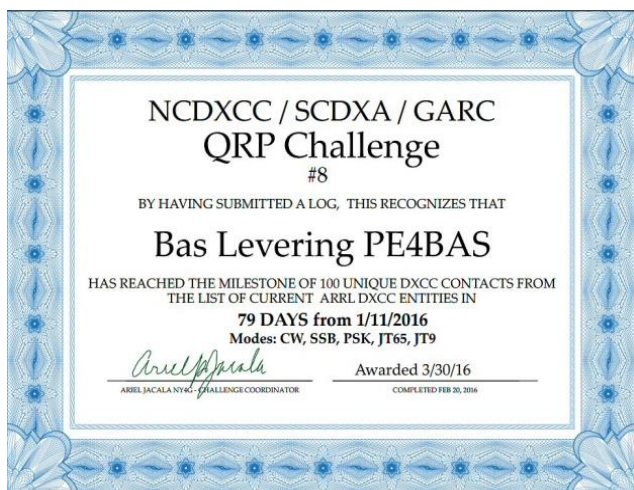 NCDXCC / SCDXA / GARC
QRP Challenge
#8
BY HAVING SUBMITTED A LOG, THIS RECOGNIZES THAT
Bas Levering PE4BAS
HAS REACHED THE MILESTONE OF 100 UNIQUE DXCC CONTACTS FROM
THE LIST OF CURRENT ARRL DXCC ENTITIES IN
79 DAYS from 1/11/2016
Modes: CW, SSB, PSK, JT65, JT9
Ariel Jacala
Awarded 3/30/16
ARIEL JACALA NY4G - CHALLENGE COORDINATOR
COMPLETED FEB 20, 2016